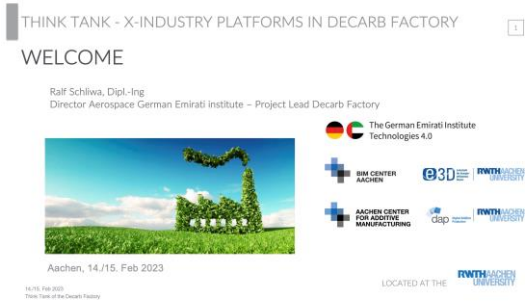 THINK TANK - X-INDUSTRY PLATFORMS IN DECARB FACTORY
1
WELCOME
Ralf Schliwa, Dipl.-Ing
Director Aerospace German Emirati institute – Project Lead Decarb Factory
The German Emirati Institute
Technologies 4.0
BIM CENTER
AACHEN
e3D
RWTHAACHEN
UNIVERSITY
AACHEN CENTER
FOR ADDITIVE
MANUFACTURING
dap
RWTHAACHEN
UNIVERSITY
Aachen, 14./15. Feb 2023
14./15. Feb 2023
Think Tank of the Decarb Factory
LOCATED AT THE
RWTHAACHEN
UNIVERSITY